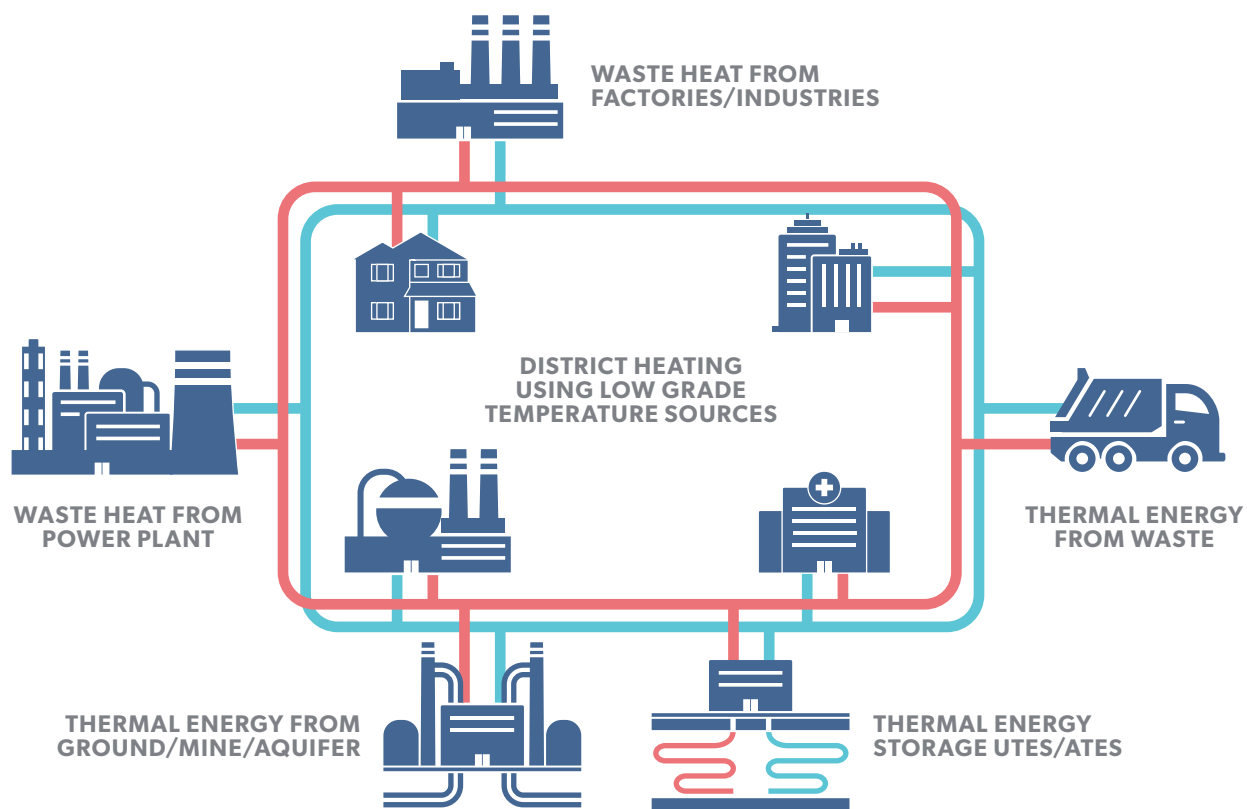 WASTE HEAT FROM
FACTORIES/INDUSTRIES
DISTRICT HEATING
USING LOW GRADE
TEMPERATURE SOURCES
WASTE HEAT FROM
POWER PLANT
THERMAL ENERGY
FROM WASTE
THERMAL ENERGY FROM
GROUND/MINE/AQUIFER
THERMAL ENERGY
STORAGE UTES/ATES